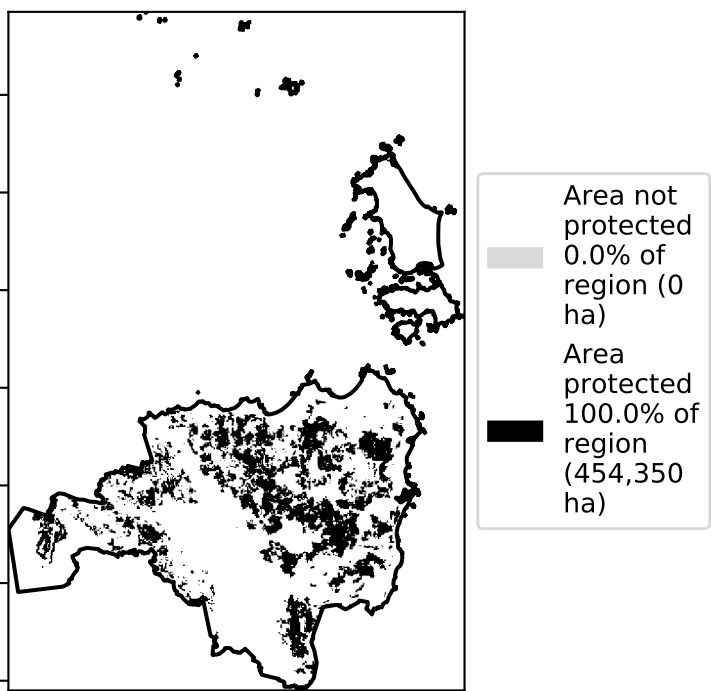 Area not
protected
0.0% of
region (0
ha)
Area
protected
100.0% of
region
(454,350
ha)